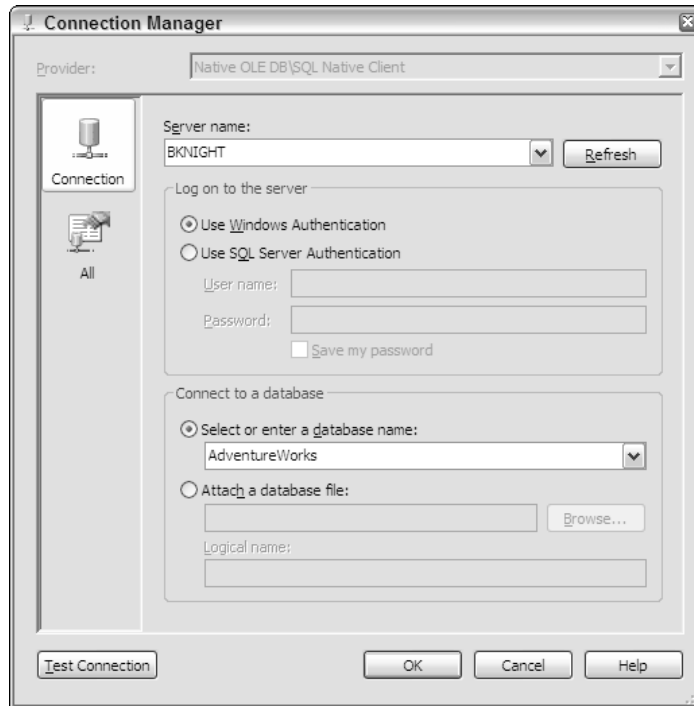 Connection Manager
Provider:
Native OLE DB\SQL Native Client
Connection
All
Server name:
BKNIGHT
Refresh
Log on to the server
Use Windows Authentication
Use SQL Server Authentication
User name:
Password:
Save my password
Connect to a database
Select or enter a database name:
AdventureWorks
Attach a database file:
Browse...
Logical name:
Test Connection
OK
Cancel
Help